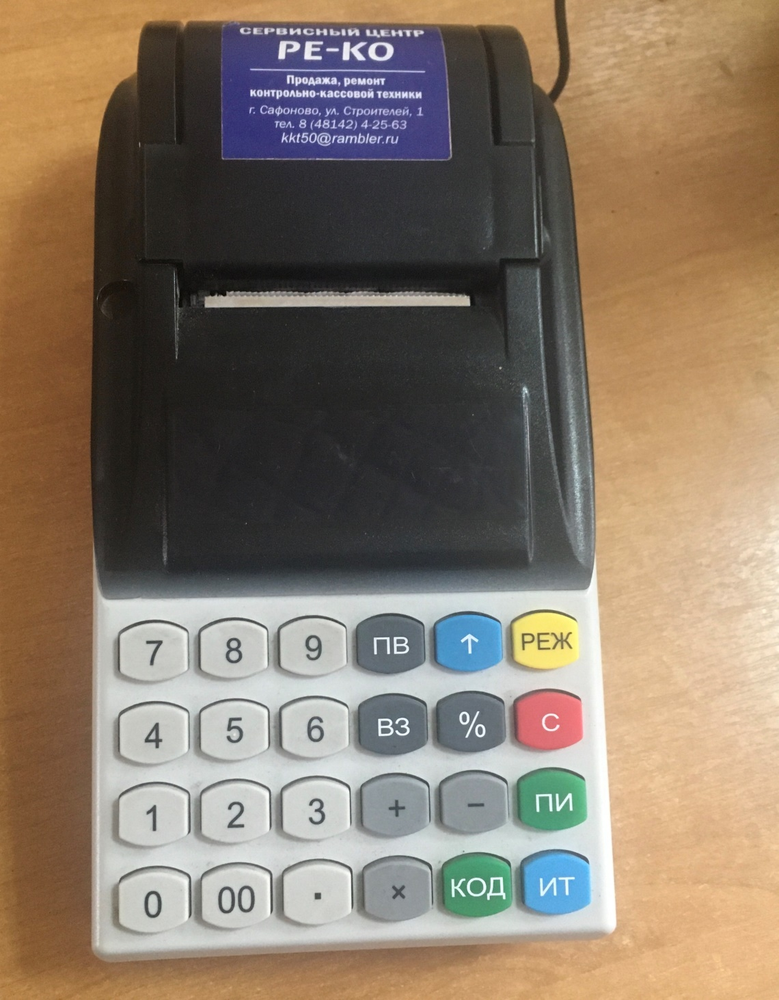 СЕРВИСНЫЙ ЦЕНТР
РЕ-КО
Продажа, ремонт
контрольно-кассовой техники
г. Сафоново, ул. Строителей, 1
тел. 8 (48142) 4-25-63
kkt50@rambler.ru
7 8 9 ПВ ↑ РЕЖ
4 5 6 ВЗ % С
1 2 3 + − ПИ
0 00 . × КОД ИТ